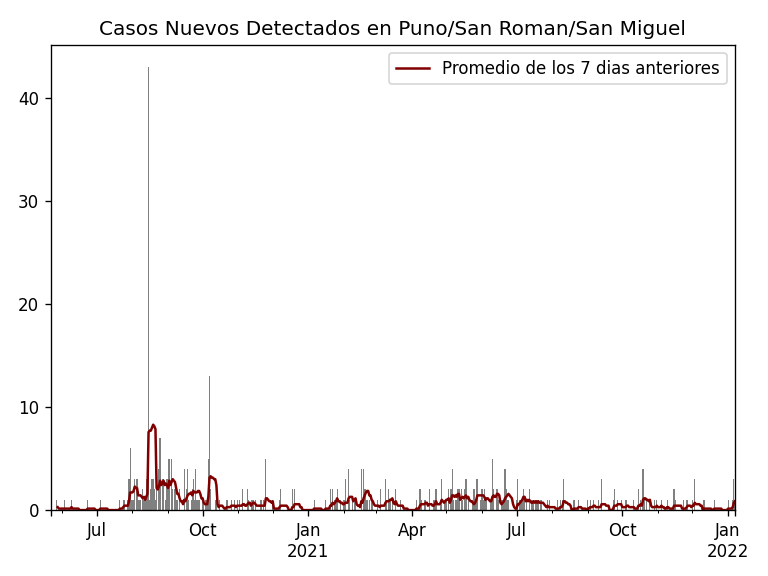 Casos Nuevos Detectados en Puno/San Roman/San Miguel
Promedio de los 7 dias anteriores
40
30
20
10
0
Jul Oct Jan Apr Jul Oct Jan
2021 2022